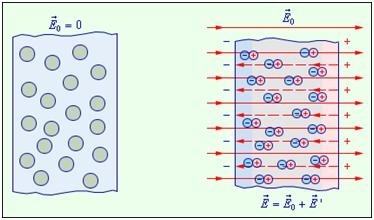 E⃗₀ = 0
E⃗₀
− +
− +
− +
− +
− +
− +
E⃗ = E⃗₀ + E⃗ '